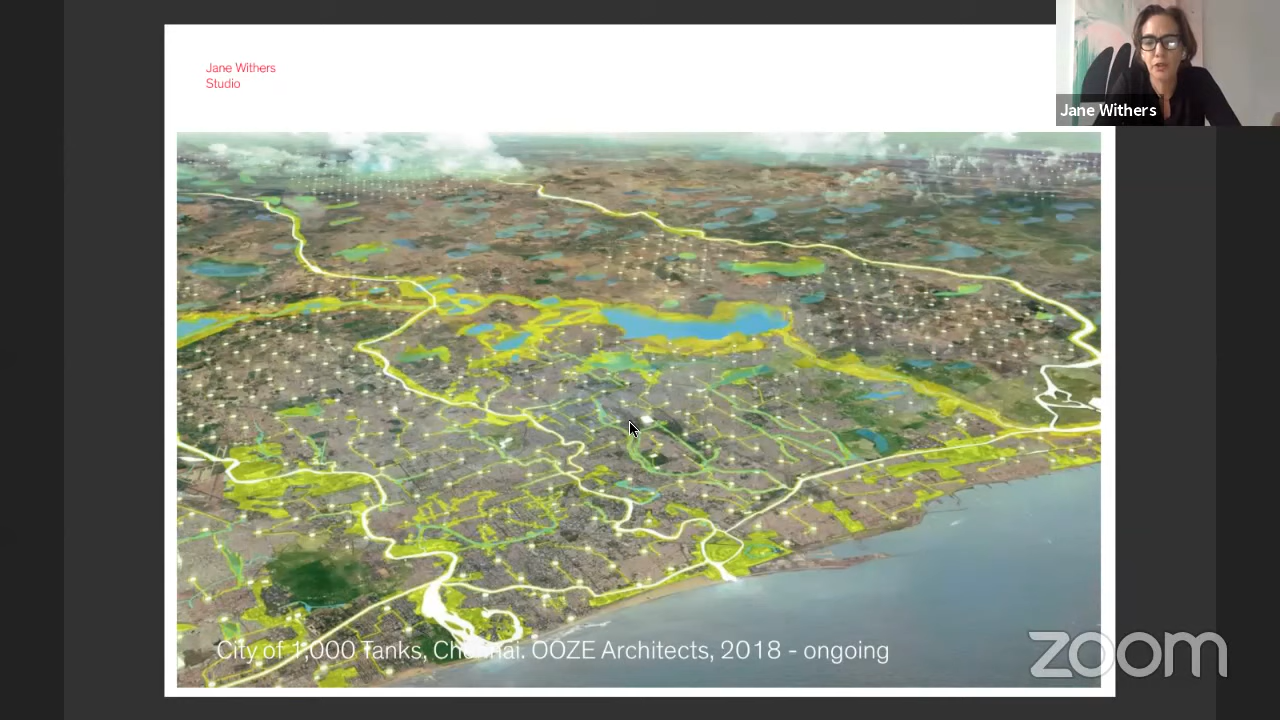 Jane Withers
Studio
Jane Withers
City of 1,000 Tanks, Chennai. OOZE Architects, 2018 - ongoing
zoom